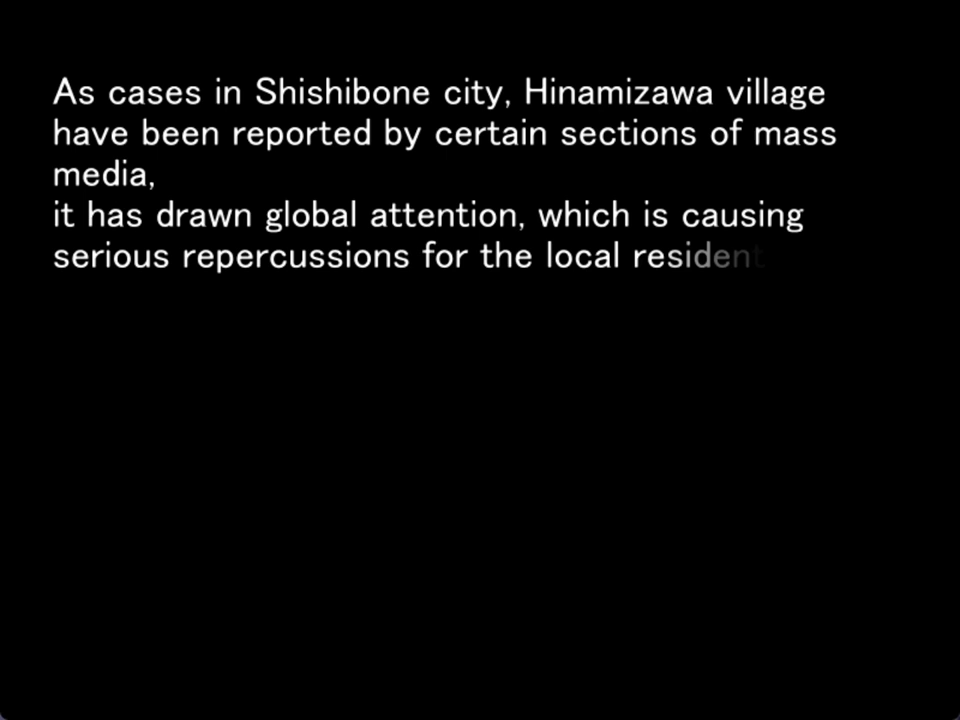 As cases in Shishibone city, Hinamizawa village
have been reported by certain sections of mass
media,
it has drawn global attention, which is causing
serious repercussions for the local resident